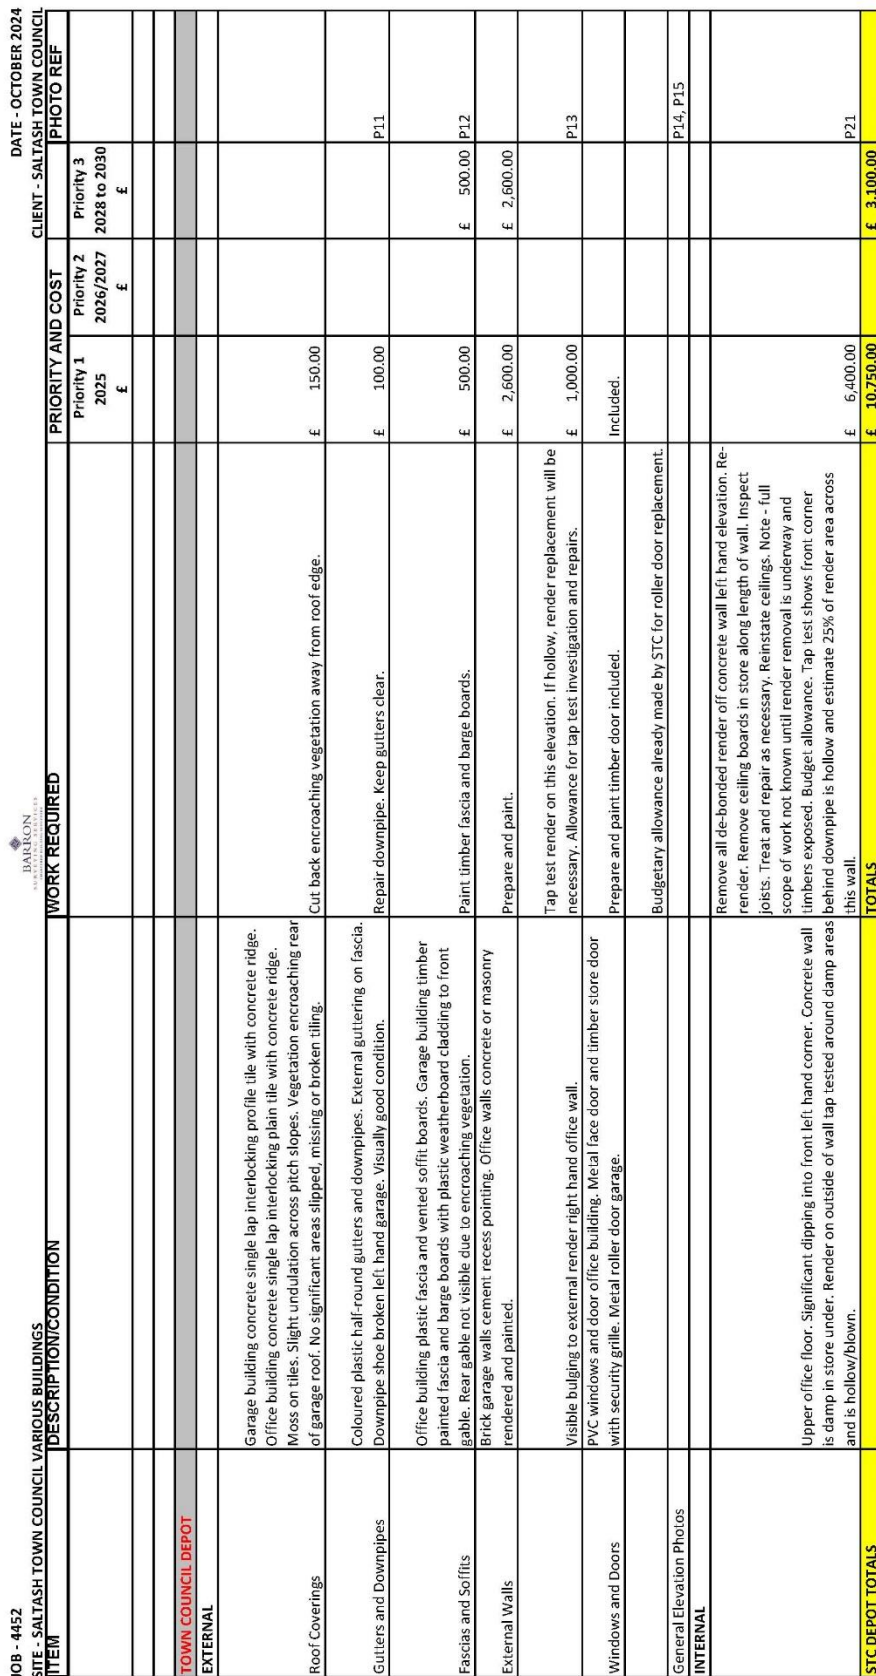 JOB - 4452
DATE - OCTOBER 2024
BARRON
SURVEYING SERVICES
SITE - SALTASH TOWN COUNCIL VARIOUS BUILDINGS
CLIENT - SALTASH TOWN COUNCIL
ITEM DESCRIPTION/CONDITION WORK REQUIRED PRIORITY AND COST PHOTO REF
Priority 1 Priority 2 Priority 3
2025 2026/2027 2028 to 2030
£ £ £
TOWN COUNCIL DEPOT
EXTERNAL
Garage building concrete single lap interlocking profile tile with concrete ridge.
Office building concrete single lap interlocking plain tile with concrete ridge.
Moss on tiles. Slight undulation across pitch slopes. Vegetation encroaching rear
Roof Coverings of garage roof. No significant areas slipped, missing or broken tiling. Cut back encroaching vegetation away from roof edge. £ 150.00
Coloured plastic half-round gutters and downpipes. External guttering on fascia.
Gutters and Downpipes Downpipe shoe broken left hand garage. Visually good condition. Repair downpipe. Keep gutters clear. £ 100.00 P11
Office building plastic fascia and vented soffit boards. Garage building timber
painted fascia and barge boards with plastic weatherboard cladding to front
Fascias and Soffits gable. Rear gable not visible due to encroaching vegetation. Paint timber fascia and barge boards. £ 500.00 £ 500.00 P12
Brick garage walls cement recess pointing. Office walls concrete or masonry
External Walls rendered and painted. Prepare and paint. £ 2,600.00 £ 2,600.00
Tap test render on this elevation. If hollow, render replacement will be
Visible bulging to external render right hand office wall. necessary. Allowance for tap test investigation and repairs. £ 1,000.00 P13
PVC windows and door office building. Metal face door and timber store door
Windows and Doors with security grille. Metal roller door garage. Prepare and paint timber door included. Included.
Budgetary allowance already made by STC for roller door replacement.
General Elevation Photos P14, P15
INTERNAL
Remove all de-bonded render off concrete wall left hand elevation. Re-
render. Remove ceiling boards in store along length of wall. Inspect
joists. Treat and repair as necessary. Reinstate ceilings. Note - full
scope of work not known until render removal is underway and
Upper office floor. Significant dipping into front left hand corner. Concrete wall timbers exposed. Budget allowance. Tap test shows front corner
is damp in store under. Render on outside of wall tap tested around damp areas behind downpipe is hollow and estimate 25% of render area across
and is hollow/blown. this wall. £ 6,400.00 P21
STC DEPOT TOTALS TOTALS £ 10,750.00 £ 3,100.00